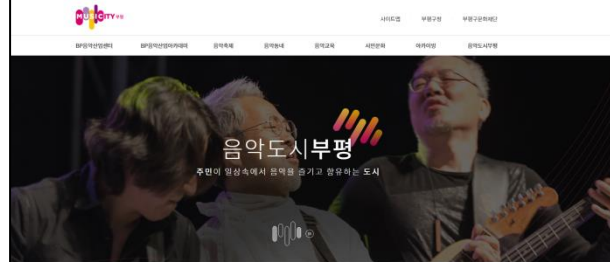 MUSICITY 부평
사이트맵 부평구청 부평구문화재단
BP음악산업센터 BP음악산업아카데미 음악축제 음악동네 음악교육 시민문화 아카이빙 음악도시부평
음악도시부평
주민이 일상속에서 음악을 즐기고 향유하는 도시